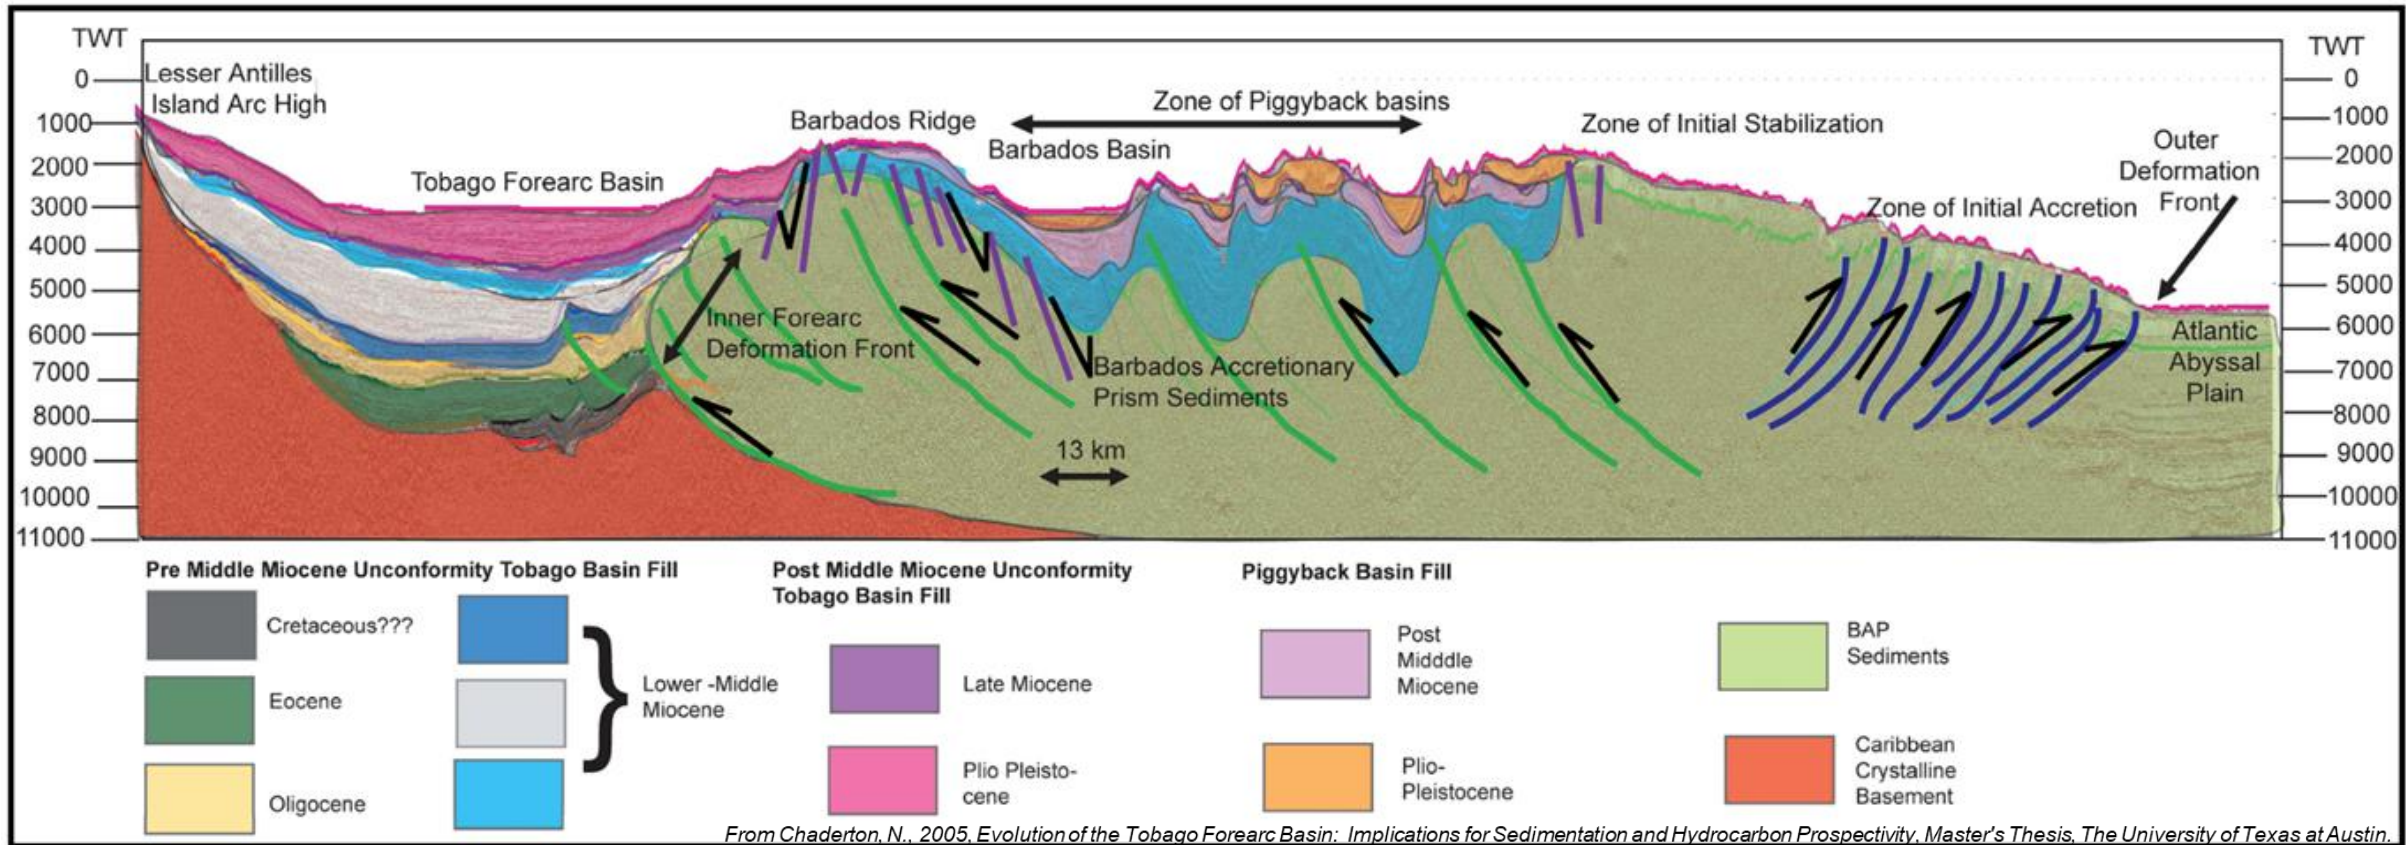 TWT
TWT
0
1000
2000
3000
4000
5000
6000
7000
8000
9000
10000
11000
0
1000
2000
3000
4000
5000
6000
7000
8000
9000
10000
11000
Lesser Antilles
Island Arc High
Tobago Forearc Basin
Barbados Ridge
Zone of Piggyback basins
Barbados Basin
Zone of Initial Stabilization
Outer
Deformation
Front
Zone of Initial Accretion
Inner Forearc
Deformation Front
Barbados Accretionary
Prism Sediments
13 km
Atlantic
Abyssal
Plain
Pre Middle Miocene Unconformity Tobago Basin Fill
Cretaceous???
Eocene
Oligocene
Lower -Middle
Miocene
Post Middle Miocene Unconformity
Tobago Basin Fill
Late Miocene
Plio Pleisto-
cene
Piggyback Basin Fill
Post
Midddle
Miocene
Plio-
Pleistocene
BAP
Sediments
Caribbean
Crystalline
Basement
From Chaderton, N., 2005, Evolution of the Tobago Forearc Basin: Implications for Sedimentation and Hydrocarbon Prospectivity, Master's Thesis, The University of Texas at Austin.